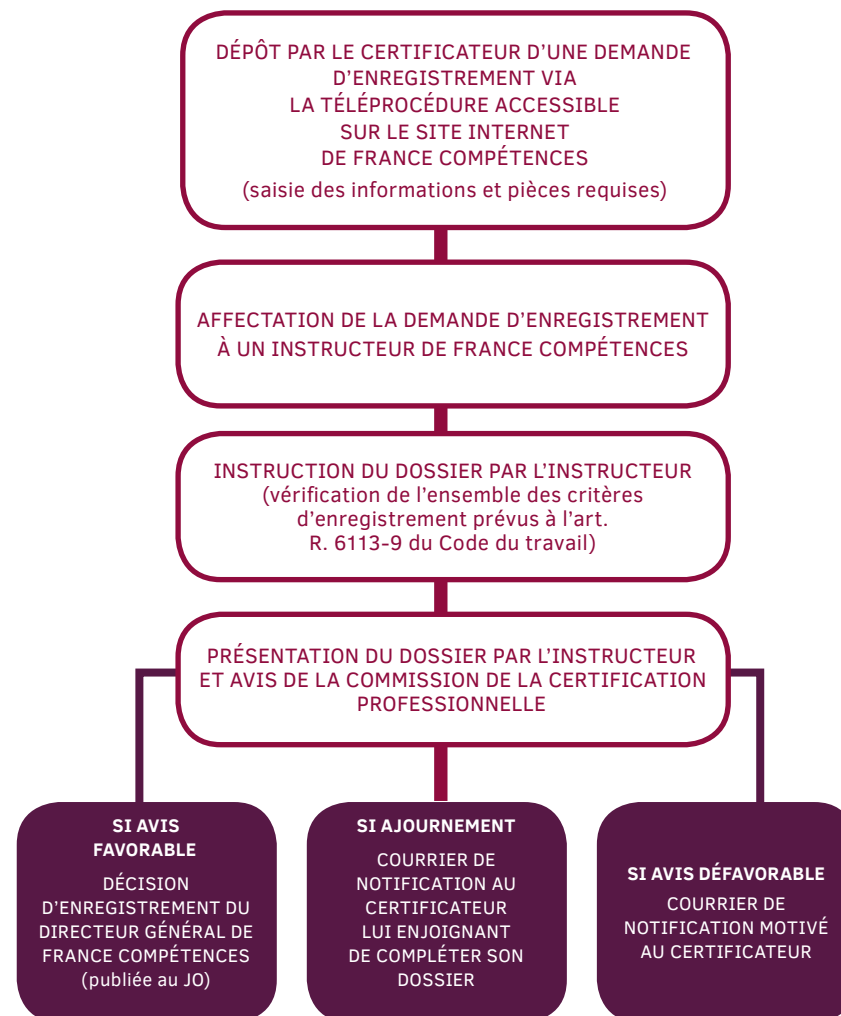 DÉPÔT PAR LE CERTIFICATEUR D'UNE DEMANDE
D'ENREGISTREMENT VIA
LA TÉLÉPROCÉDURE ACCESSIBLE
SUR LE SITE INTERNET
DE FRANCE COMPÉTENCES
(saisie des informations et pièces requises)
AFFECTATION DE LA DEMANDE D'ENREGISTREMENT
À UN INSTRUCTEUR DE FRANCE COMPÉTENCES
INSTRUCTION DU DOSSIER PAR L'INSTRUCTEUR
(vérification de l'ensemble des critères
d'enregistrement prévus à l'art.
R. 6113-9 du Code du travail)
PRÉSENTATION DU DOSSIER PAR L'INSTRUCTEUR
ET AVIS DE LA COMMISSION DE LA CERTIFICATION
PROFESSIONNELLE
SI AVIS
FAVORABLE
DÉCISION
D'ENREGISTREMENT DU
DIRECTEUR GÉNÉRAL DE
FRANCE COMPÉTENCES
(publiée au JO)
SI AJOURNEMENT
COURRIER DE
NOTIFICATION AU
CERTIFICATEUR
LUI ENJOIGNANT
DE COMPLÉTER SON
DOSSIER
SI AVIS DÉFAVORABLE
COURRIER DE
NOTIFICATION MOTIVÉ
AU CERTIFICATEUR